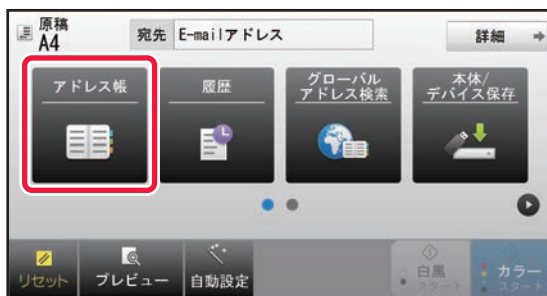 原稿
A4
宛先 E-mailアドレス
詳細
アドレス帳
履歴
グローバル
アドレス検索
本体/
デバイス保存
リセット
プレビュー
自動設定
白黒
スタート
カラー
スタート